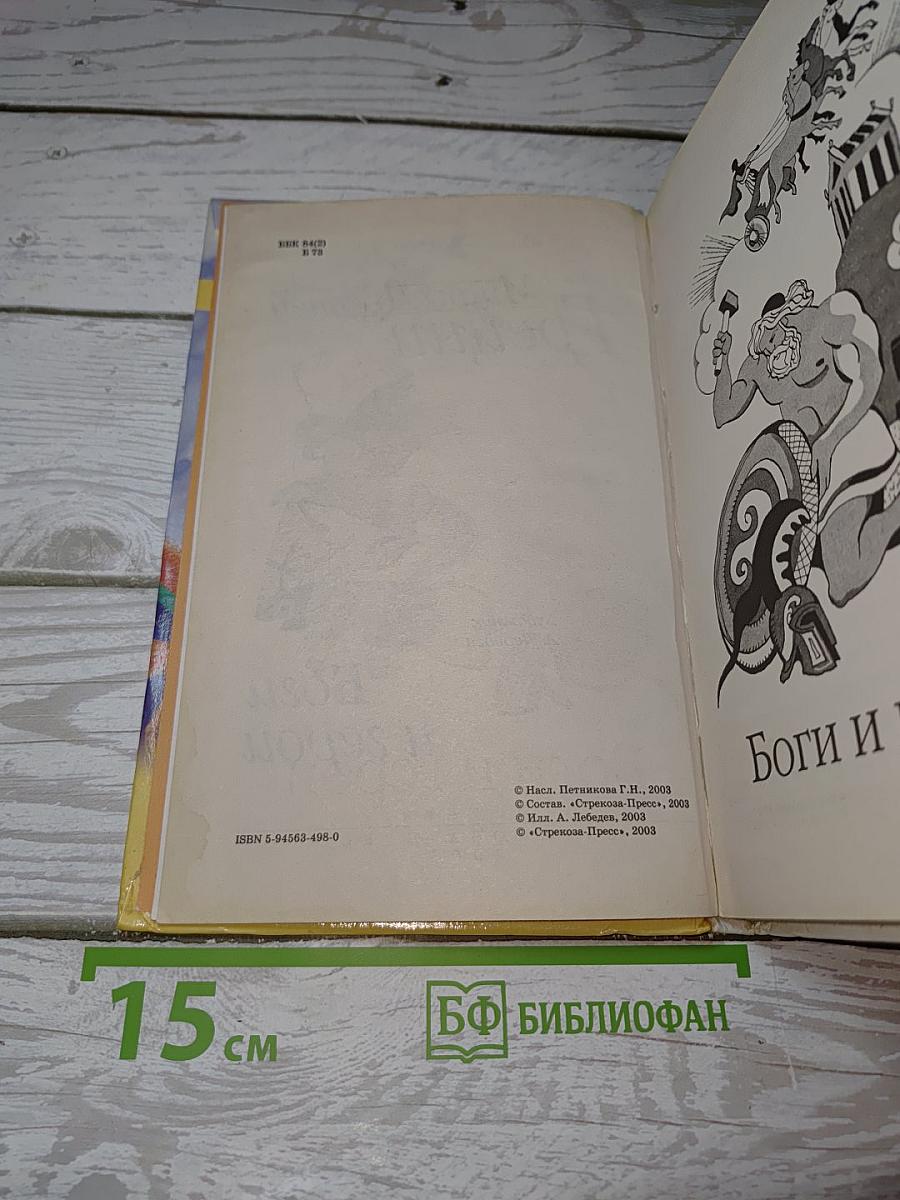 ББК 84(2)
Б 73
© Насл. Петникова Г.Н., 2003
© Состав. «Стрекоза-Пресс», 2003
© Илл. А. Лебедев, 2003
© «Стрекоза-Пресс», 2003
ISBN 5-94563-498-0
Боги и
15 см
БФ БИБЛИОФАН